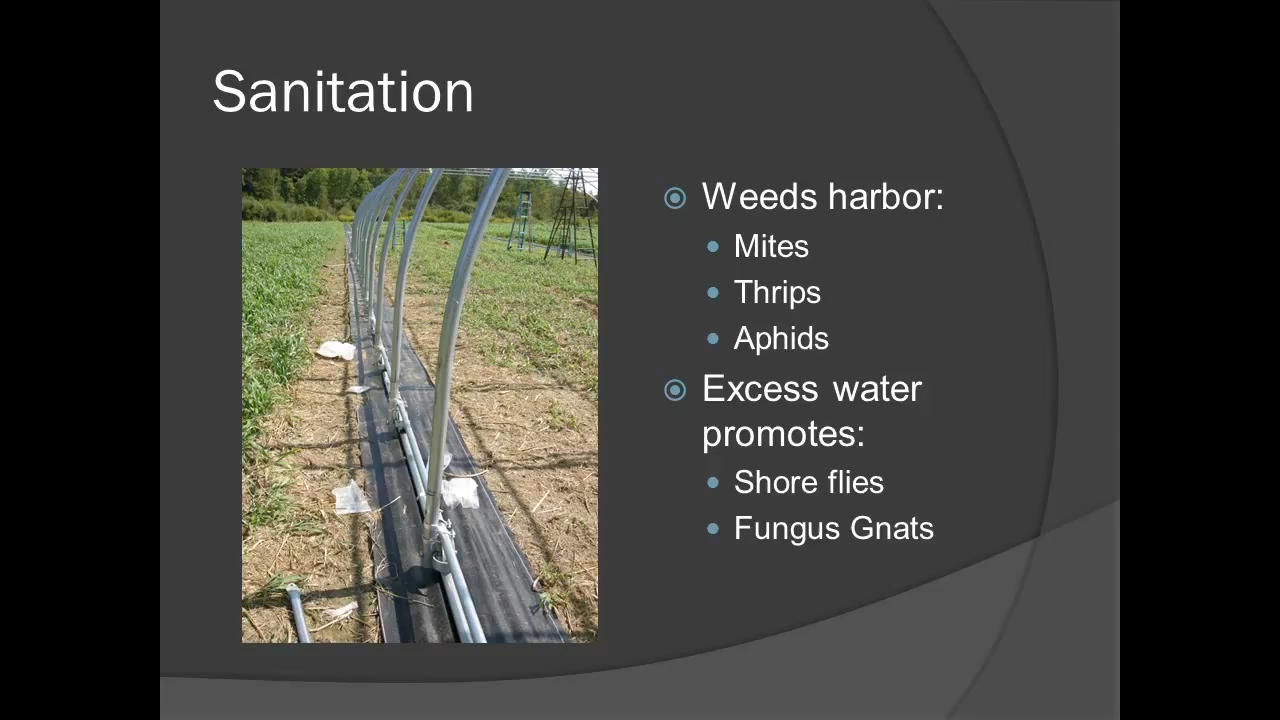 Sanitation
Weeds harbor:
Mites
Thrips
Aphids
Excess water
promotes:
Shore flies
Fungus Gnats